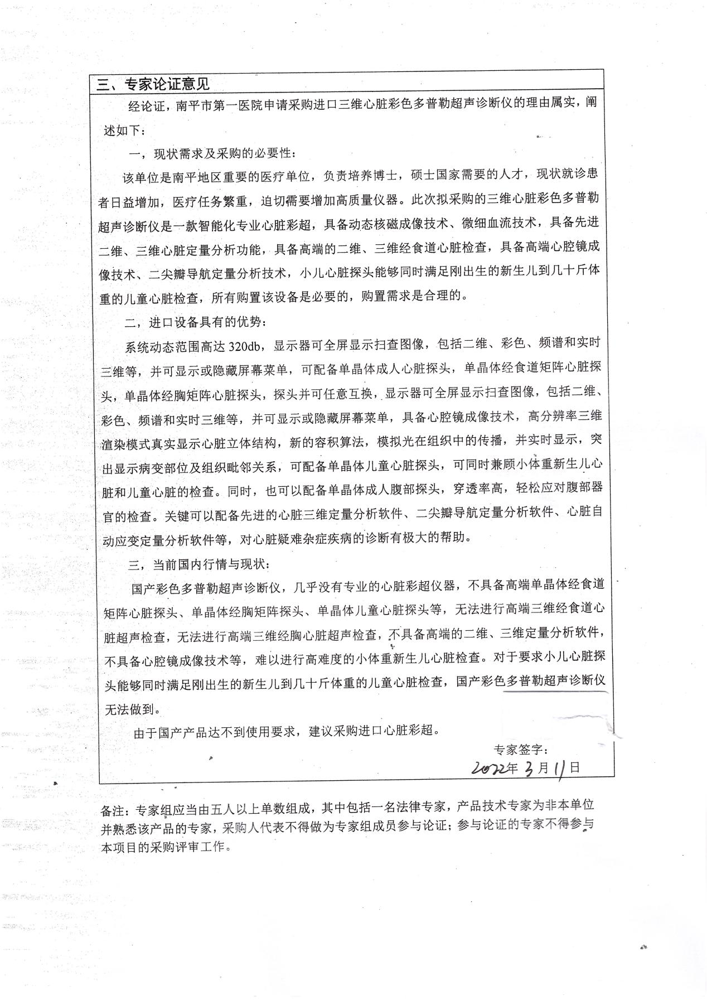 三、专家论证意见
经论证，南平市第一医院申请采购进口三维心脏彩色多普勒超声诊断仪的理由属实，阐
述如下：
一，现状需求及采购的必要性：
该单位是南平地区重要的医疗单位，负责培养博士，硕士国家需要的人才，现状就诊患
者日益增加，医疗任务繁重，迫切需要增加高质量仪器。此次拟采购的三维心脏彩色多普勒
超声诊断仪是一款智能化专业心脏彩超，具备动态核磁成像技术、微细血流技术，具备先进
二维、三维心脏定量分析功能，具备高端的二维、三维经食道心脏检查，具备高端心腔镜成
像技术、二尖瓣导航定量分析技术，小儿心脏探头能够同时满足刚出生的新生儿到几十斤体
重的儿童心脏检查，所有购置该设备是必要的，购置需求是合理的。
二，进口设备具有的优势：
系统动态范围高达 320db，显示器可全屏显示扫查图像，包括二维、彩色、频谱和实时
三维等，并可显示或隐藏屏幕菜单，可配备单晶体成人心脏探头，单晶体经食道矩阵心脏探
头，单晶体经胸矩阵心脏探头，探头并可任意互换，显示器可全屏显示扫查图像，包括二维、
彩色、频谱和实时三维等，并可显示或隐藏屏幕菜单，具备心腔镜成像技术，高分辨率三维
渲染模式真实显示心脏立体结构，新的容积算法，模拟光在组织中的传播，并实时显示，突
出显示病变部位及组织毗邻关系，可配备单晶体儿童心脏探头，可同时兼顾小体重新生儿心
脏和儿童心脏的检查。同时，也可以配备单晶体成人腹部探头，穿透率高，轻松应对腹部器
官的检查。关键可以配备先进的心脏三维定量分析软件、二尖瓣导航定量分析软件、心脏自
动应变定量分析软件等，对心脏疑难杂症疾病的诊断有极大的帮助。
三，当前国内行情与现状：
国产彩色多普勒超声诊断仪，几乎没有专业的心脏彩超仪器，不具备高端单晶体经食道
矩阵心脏探头、单晶体经胸矩阵探头、单晶体儿童心脏探头等，无法进行高端三维经食道心
脏超声检查，无法进行高端三维经胸心脏超声检查，不具备高端的二维、三维定量分析软件，
不具备心腔镜成像技术等，难以进行高难度的小体重新生儿心脏检查。对于要求小儿心脏探
头能够同时满足刚出生的新生儿到几十斤体重的儿童心脏检查，国产彩色多普勒超声诊断仪
无法做到。
由于国产产品达不到使用要求，建议采购进口心脏彩超。
专家签字：
2022年 3 月 11 日
备注：专家组应当由五人以上单数组成，其中包括一名法律专家，产品技术专家为非本单位
并熟悉该产品的专家，采购人代表不得做为专家组成员参与论证；参与论证的专家不得参与
本项目的采购评审工作。